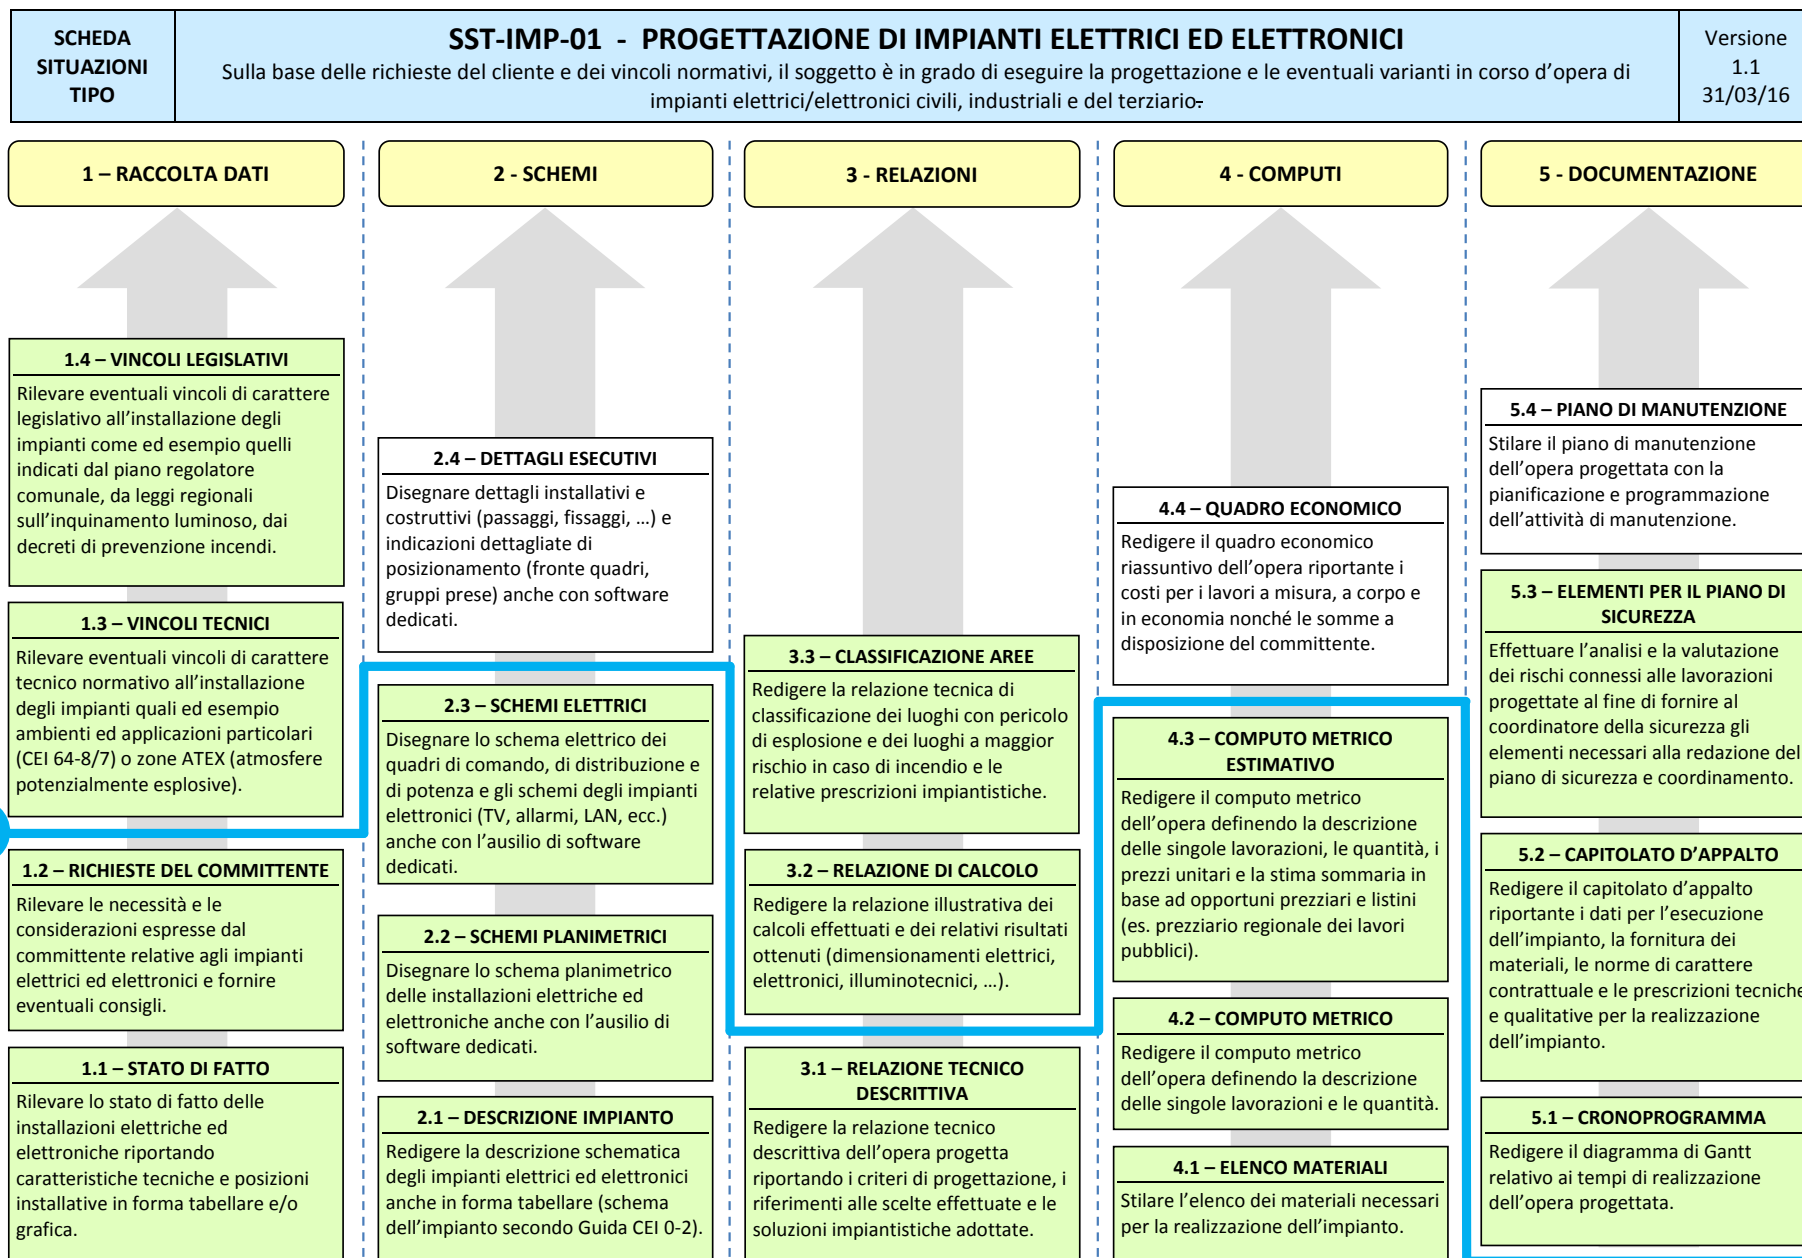 SCHEDA
SITUAZIONI
TIPO
SST-IMP-01 - PROGETTAZIONE DI IMPIANTI ELETTRICI ED ELETTRONICI
Sulla base delle richieste del cliente e dei vincoli normativi, il soggetto è in grado di eseguire la progettazione e le eventuali varianti in corso d’opera di
impianti elettrici/elettronici civili, industriali e del terziario.
Versione
1.1
31/03/16
1 – RACCOLTA DATI
1.4 – VINCOLI LEGISLATIVI
Rilevare eventuali vincoli di carattere
legislativo all’installazione degli
impianti come ed esempio quelli
indicati dal piano regolatore
comunale, da leggi regionali
sull’inquinamento luminoso, dai
decreti di prevenzione incendi.
1.3 – VINCOLI TECNICI
Rilevare eventuali vincoli di carattere
tecnico normativo all’installazione
degli impianti quali ed esempio
ambienti ed applicazioni particolari
(CEI 64-8/7) o zone ATEX (atmosfere
potenzialmente esplosive).
1.2 – RICHIESTE DEL COMMITTENTE
Rilevare le necessità e le
considerazioni espresse dal
committente relative agli impianti
elettrici ed elettronici e fornire
eventuali consigli.
1.1 – STATO DI FATTO
Rilevare lo stato di fatto delle
installazioni elettriche ed
elettroniche riportando
caratteristiche tecniche e posizioni
installative in forma tabellare e/o
grafica.
2 - SCHEMI
2.4 – DETTAGLI ESECUTIVI
Disegnare dettagli installativi e
costruttivi (passaggi, fissaggi, …) e
indicazioni dettagliate di
posizionamento (fronte quadri,
gruppi prese) anche con software
dedicati.
2.3 – SCHEMI ELETTRICI
Disegnare lo schema elettrico dei
quadri di comando, di distribuzione e
di potenza e gli schemi degli impianti
elettronici (TV, allarmi, LAN, ecc.)
anche con l’ausilio di software
dedicati.
2.2 – SCHEMI PLANIMETRICI
Disegnare lo schema planimetrico
delle installazioni elettriche ed
elettroniche anche con l’ausilio di
software dedicati.
2.1 – DESCRIZIONE IMPIANTO
Redigere la descrizione schematica
degli impianti elettrici ed elettronici
anche in forma tabellare (schema
dell’impianto secondo Guida CEI 0-2).
3 - RELAZIONI
3.3 – CLASSIFICAZIONE AREE
Redigere la relazione tecnica di
classificazione dei luoghi con pericolo
di esplosione e dei luoghi a maggior
rischio in caso di incendio e le
relative prescrizioni impiantistiche.
3.2 – RELAZIONE DI CALCOLO
Redigere la relazione illustrativa dei
calcoli effettuati e dei relativi risultati
ottenuti (dimensionamenti elettrici,
elettronici, illuminotecnici, …).
3.1 – RELAZIONE TECNICO
DESCRITTIVA
Redigere la relazione tecnico
descrittiva dell’opera progetta
riportando i criteri di progettazione, i
riferimenti alle scelte effettuate e le
soluzioni impiantistiche adottate.
4 - COMPUTI
4.4 – QUADRO ECONOMICO
Redigere il quadro economico
riassuntivo dell’opera riportante i
costi per i lavori a misura, a corpo e
in economia nonché le somme a
disposizione del committente.
4.3 – COMPUTO METRICO
ESTIMATIVO
Redigere il computo metrico
dell’opera definendo la descrizione
delle singole lavorazioni, le quantità, i
prezzi unitari e la stima sommaria in
base ad opportuni prezziari e listini
(es. prezziario regionale dei lavori
pubblici).
4.2 – COMPUTO METRICO
Redigere il computo metrico
dell’opera definendo la descrizione
delle singole lavorazioni e le quantità.
4.1 – ELENCO MATERIALI
Stilare l’elenco dei materiali necessari
per la realizzazione dell’impianto.
5 - DOCUMENTAZIONE
5.4 – PIANO DI MANUTENZIONE
Stilare il piano di manutenzione
dell’opera progettata con la
pianificazione e programmazione
dell’attività di manutenzione.
5.3 – ELEMENTI PER IL PIANO DI
SICUREZZA
Effettuare l’analisi e la valutazione
dei rischi connessi alle lavorazioni
progettate al fine di fornire al
coordinatore della sicurezza gli
elementi necessari alla redazione del
piano di sicurezza e coordinamento.
5.2 – CAPITOLATO D’APPALTO
Redigere il capitolato d’appalto
riportante i dati per l’esecuzione
dell’impianto, la fornitura dei
materiali, le norme di carattere
contrattuale e le prescrizioni tecniche
e qualitative per la realizzazione
dell’impianto.
5.1 – CRONOPROGRAMMA
Redigere il diagramma di Gantt
relativo ai tempi di realizzazione
dell’opera progettata.